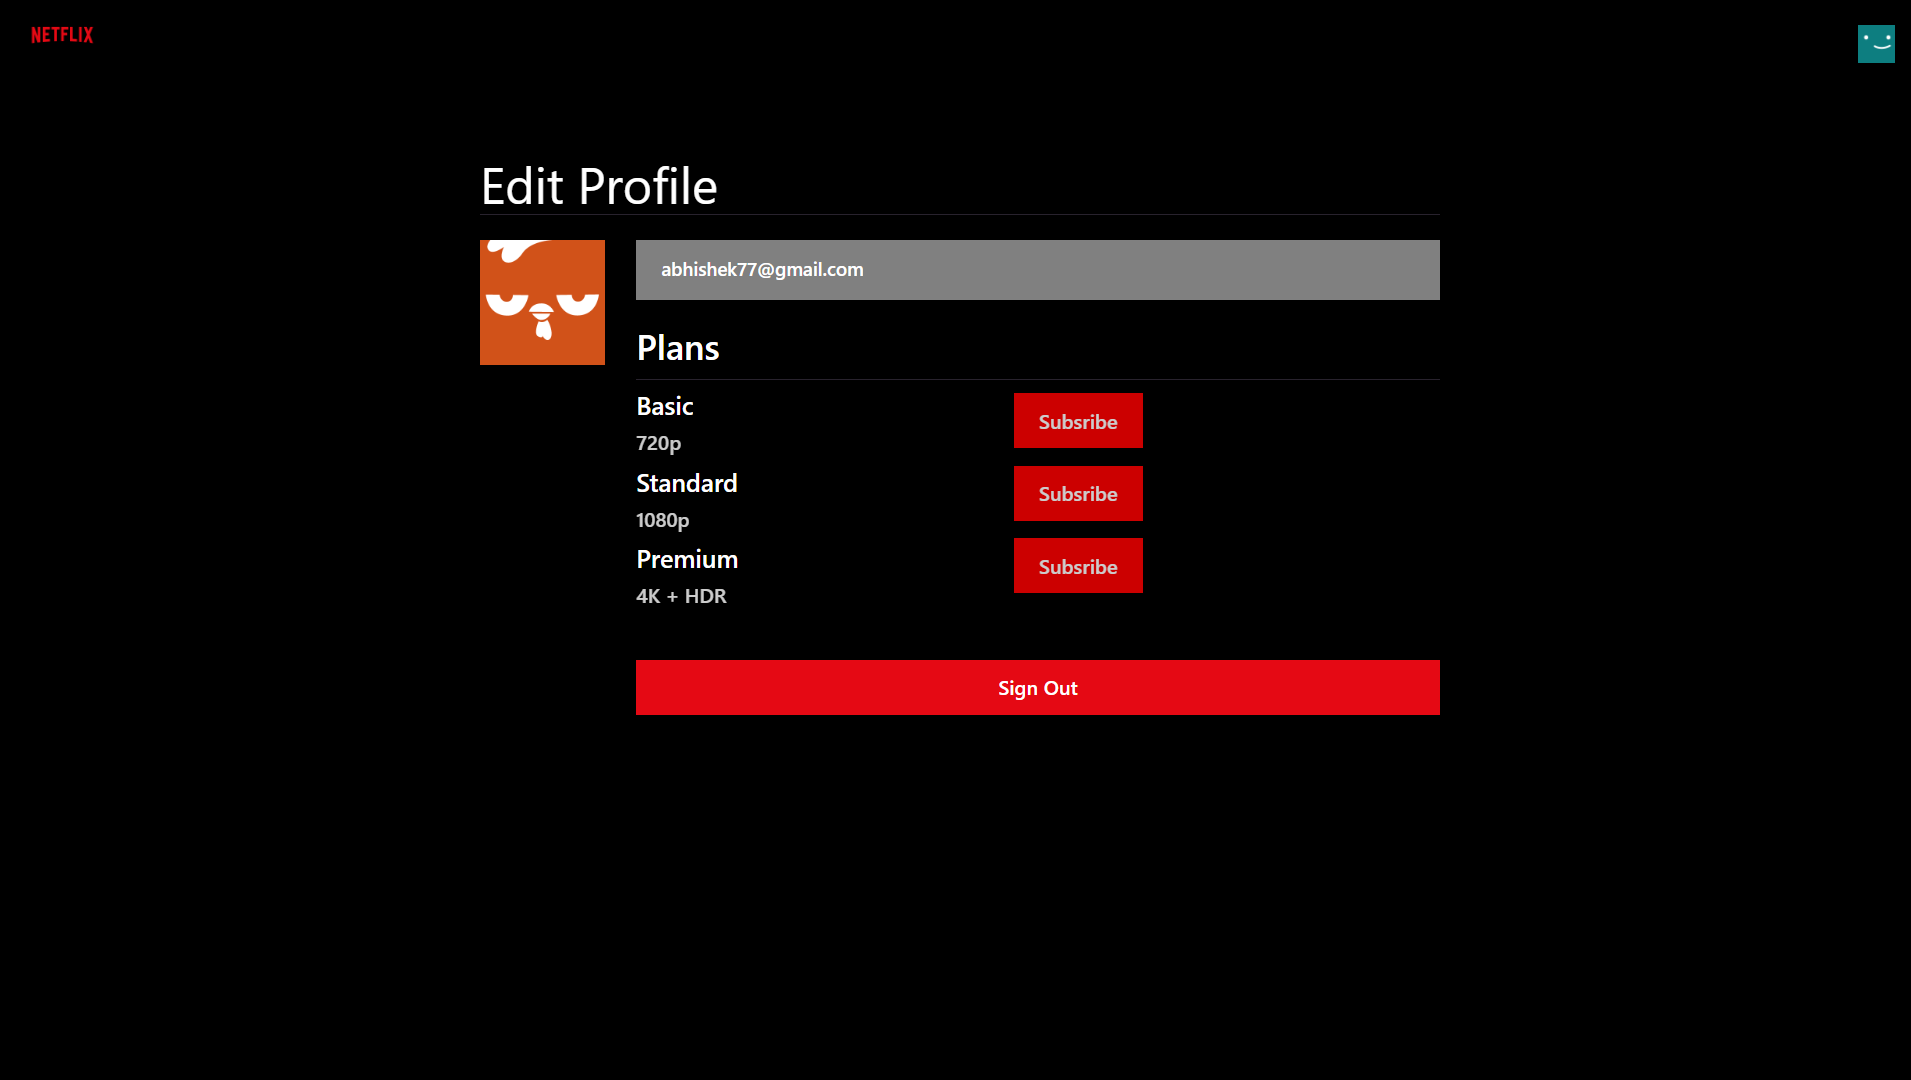 NETFLIX
Edit Profile
abhishek77@gmail.com
Plans
Basic
720p
Subsribe
Standard
1080p
Subsribe
Premium
4K + HDR
Subsribe
Sign Out